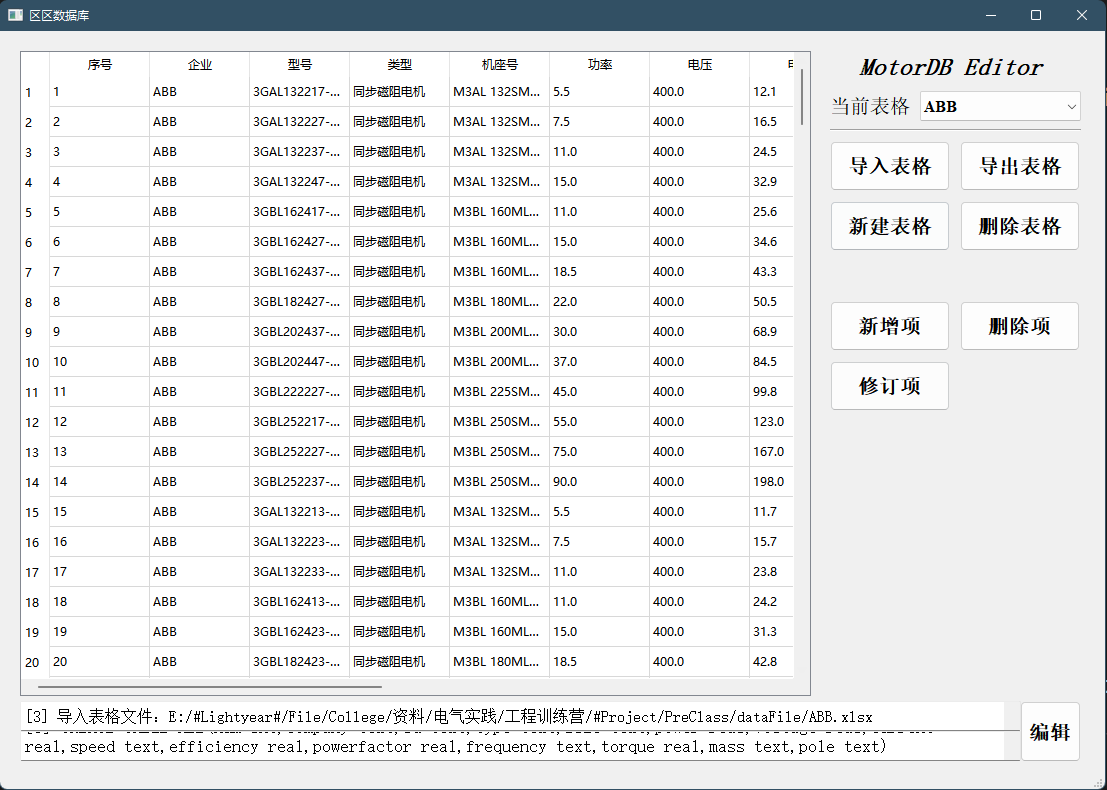 区区数据库
序号 企业 型号 类型 机座号 功率 电压
1 1 ABB 3GAL132217-... 同步磁阻电机 M3AL 132SM... 5.5 400.0 12.1
2 2 ABB 3GAL132227-... 同步磁阻电机 M3AL 132SM... 7.5 400.0 16.5
3 3 ABB 3GAL132237-... 同步磁阻电机 M3AL 132SM... 11.0 400.0 24.5
4 4 ABB 3GAL132247-... 同步磁阻电机 M3AL 132SM... 15.0 400.0 32.9
5 5 ABB 3GBL162417-... 同步磁阻电机 M3BL 160ML... 11.0 400.0 25.6
6 6 ABB 3GBL162427-... 同步磁阻电机 M3BL 160ML... 15.0 400.0 34.6
7 7 ABB 3GBL162437-... 同步磁阻电机 M3BL 160ML... 18.5 400.0 43.3
8 8 ABB 3GBL182427-... 同步磁阻电机 M3BL 180ML... 22.0 400.0 50.5
9 9 ABB 3GBL202437-... 同步磁阻电机 M3BL 200ML... 30.0 400.0 68.9
10 10 ABB 3GBL202447-... 同步磁阻电机 M3BL 200ML... 37.0 400.0 84.5
11 11 ABB 3GBL222227-... 同步磁阻电机 M3BL 225SM... 45.0 400.0 99.8
12 12 ABB 3GBL252217-... 同步磁阻电机 M3BL 250SM... 55.0 400.0 123.0
13 13 ABB 3GBL252227-... 同步磁阻电机 M3BL 250SM... 75.0 400.0 167.0
14 14 ABB 3GBL252237-... 同步磁阻电机 M3BL 250SM... 90.0 400.0 198.0
15 15 ABB 3GAL132213-... 同步磁阻电机 M3AL 132SM... 5.5 400.0 11.7
16 16 ABB 3GAL132223-... 同步磁阻电机 M3AL 132SM... 7.5 400.0 15.7
17 17 ABB 3GAL132233-... 同步磁阻电机 M3AL 132SM... 11.0 400.0 23.8
18 18 ABB 3GBL162413-... 同步磁阻电机 M3BL 160ML... 11.0 400.0 24.2
19 19 ABB 3GBL162423-... 同步磁阻电机 M3BL 160ML... 15.0 400.0 31.3
20 20 ABB 3GBL182423-... 同步磁阻电机 M3BL 180ML... 18.5 400.0 42.8
MotorDB Editor
当前表格 ABB
导入表格 导出表格
新建表格 删除表格
新增项 删除项
修订项
[3] 导入表格文件：E:/#Lightyear#/File/College/资料/电气实践/工程训练营/#Project/PreClass/dataFile/ABB.xlsx
real,speed text,efficiency real,powerfactor real,frequency text,torque real,mass text,pole text)
编辑